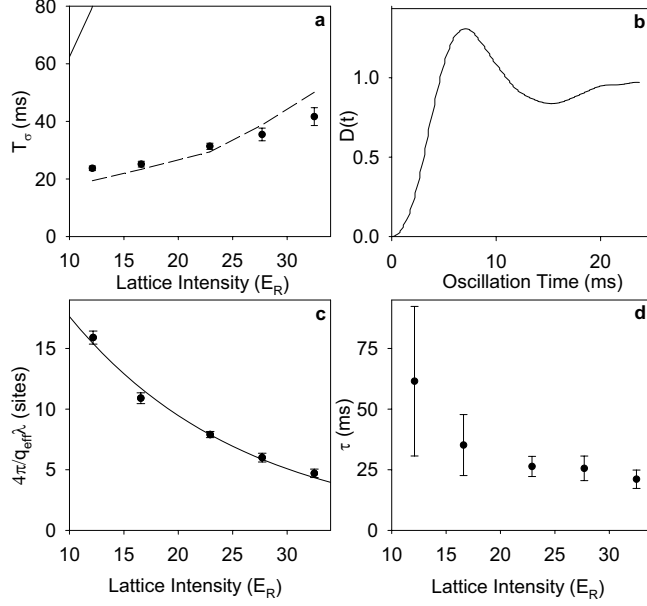 a
80
60
40
20
0
T_σ (ms)
10 15 20 25 30
Lattice Intensity (E_R)
b
1.0
0.5
0.0
D(t)
0 10 20
Oscillation Time (ms)
c
15
10
5
0
4π/q_effλ (sites)
10 15 20 25 30
Lattice Intensity (E_R)
d
75
50
25
0
τ (ms)
10 15 20 25 30
Lattice Intensity (E_R)